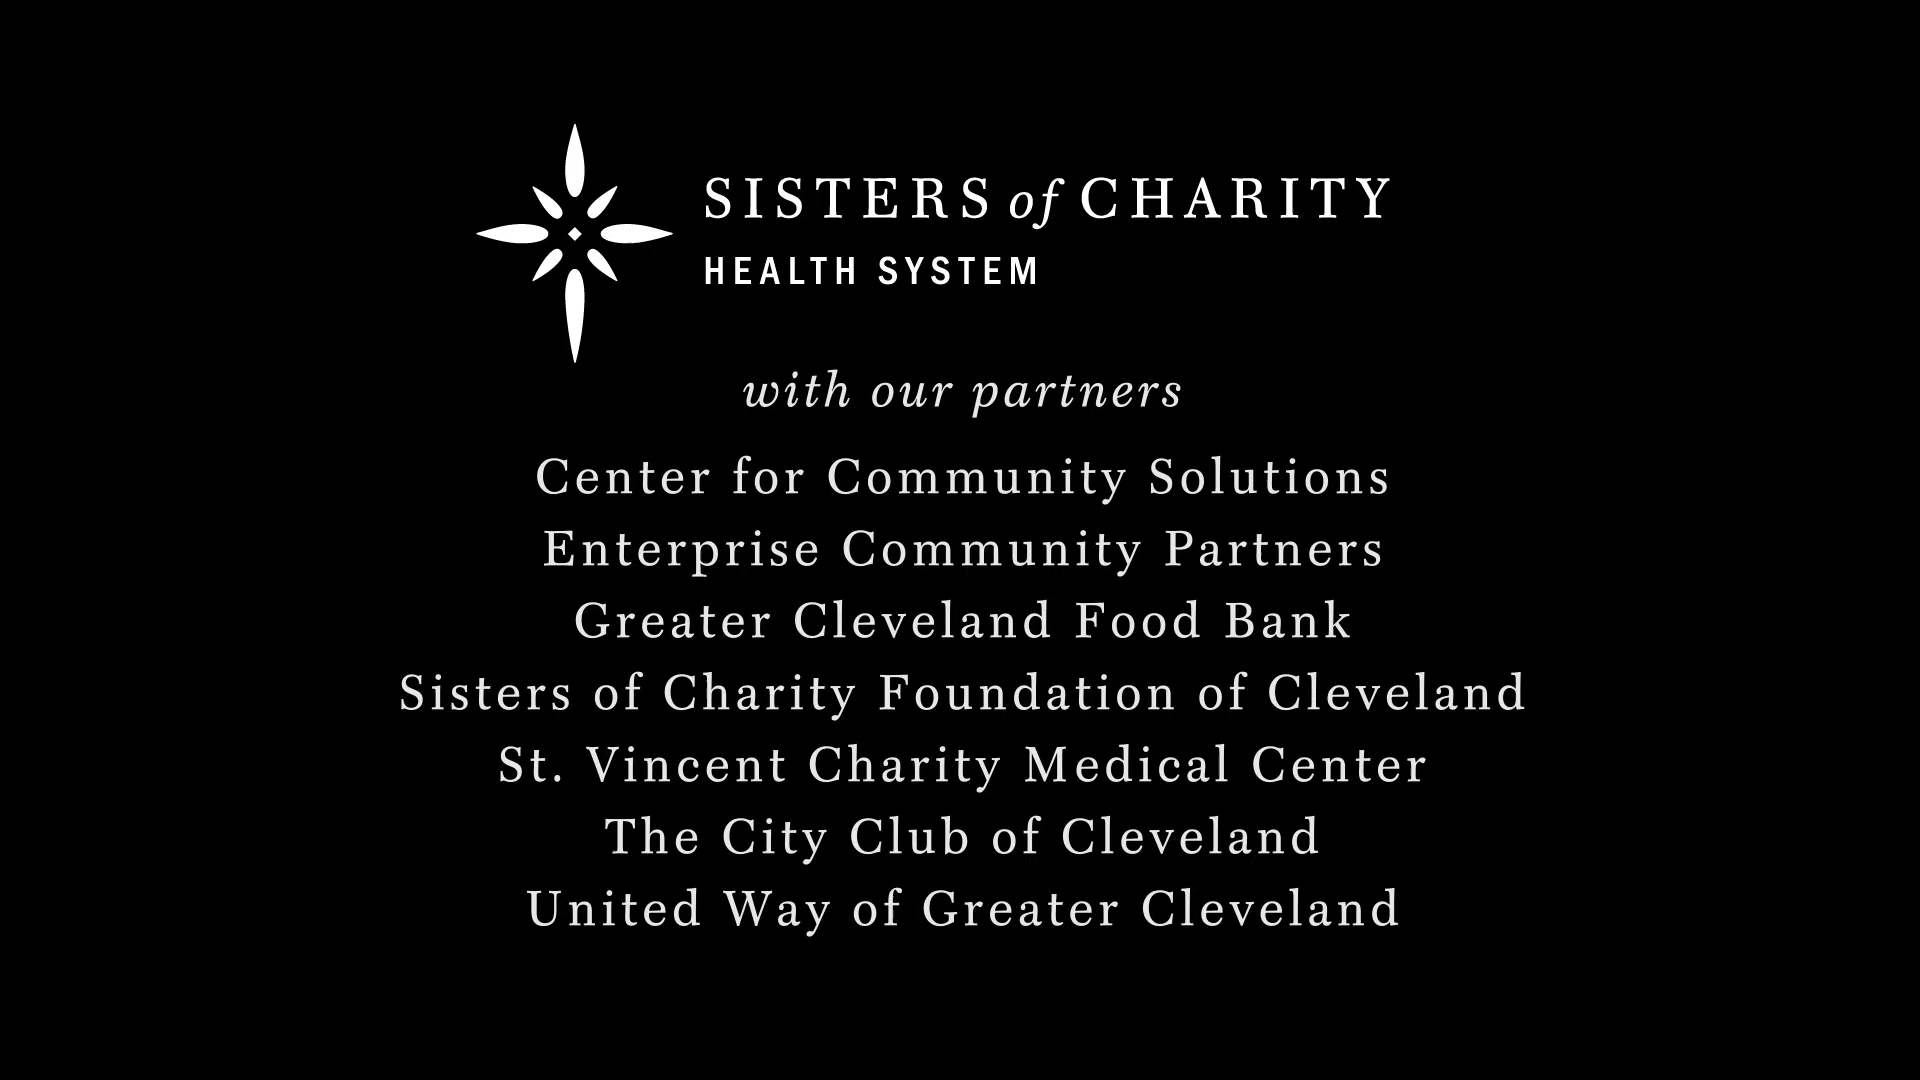 SISTERS of CHARITY
HEALTH SYSTEM
with our partners
Center for Community Solutions
Enterprise Community Partners
Greater Cleveland Food Bank
Sisters of Charity Foundation of Cleveland
St. Vincent Charity Medical Center
The City Club of Cleveland
United Way of Greater Cleveland